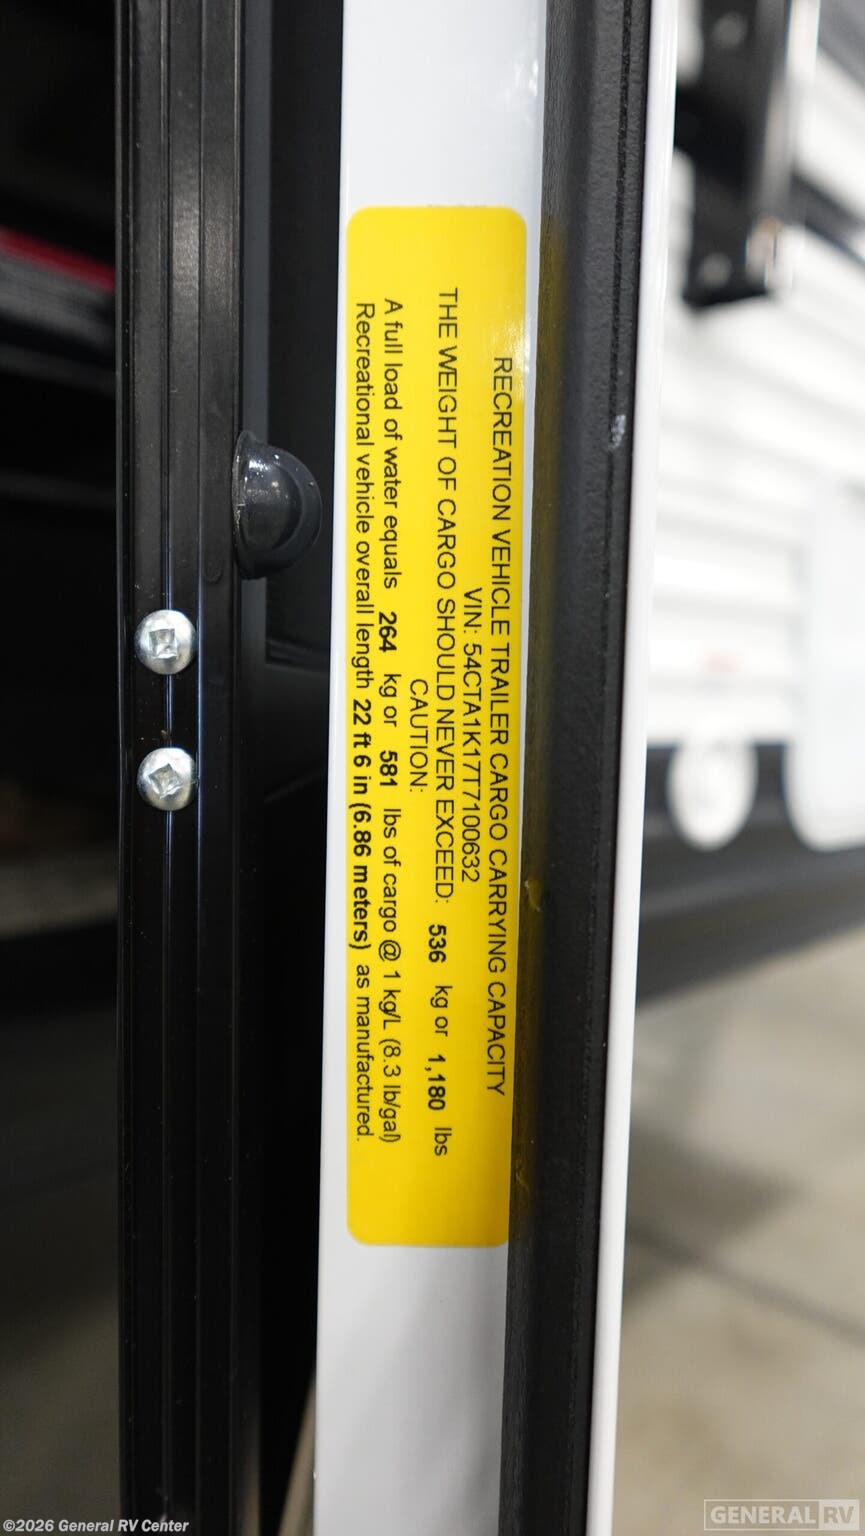 RECREATION VEHICLE TRAILER CARGO CARRYING CAPACITY
VIN: 54CTA1K17T7100632
THE WEIGHT OF CARGO SHOULD NEVER EXCEED: 536 kg or 1,180 lbs
CAUTION:
A full load of water equals 264 kg or 581 lbs of cargo @ 1 kg/L (8.3 lb/gal)
Recreational vehicle overall length 22 ft 6 in (6.86 meters) as manufactured.
©2026 General RV Center
GENERAL RV